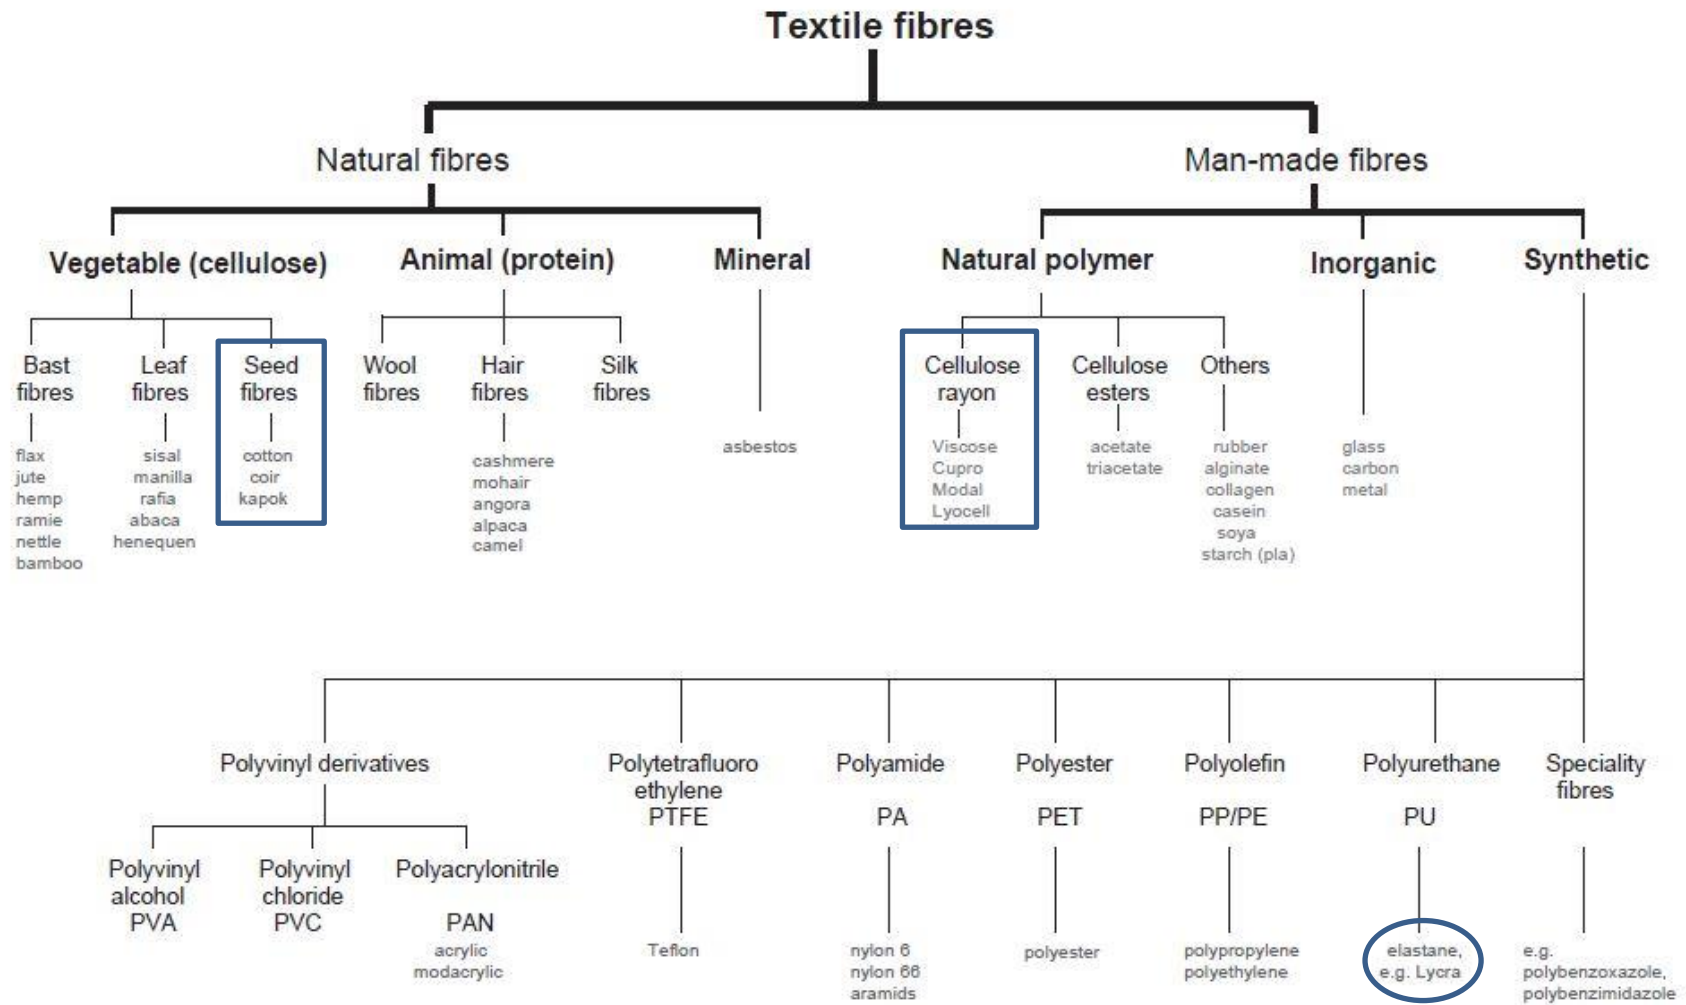 Textile fibres
Natural fibres
Man-made fibres
Vegetable (cellulose)
Animal (protein)
Mineral
Natural polymer
Inorganic
Synthetic
Bast
fibres
flax
jute
hemp
ramie
nettle
bamboo
Leaf
fibres
sisal
manilla
rafia
abaca
henequen
Seed
fibres
cotton
coir
kapok
Wool
fibres
Hair
fibres
cashmere
mohair
angora
alpaca
camel
Silk
fibres
asbestos
Cellulose
rayon
Viscose
Cupro
Modal
Lyocell
Cellulose
esters
acetate
triacetate
Others
rubber
alginate
collagen
casein
soya
starch (pla)
glass
carbon
metal
Polyvinyl derivatives
Polyvinyl
alcohol
PVA
Polyvinyl
chloride
PVC
Polyacrylonitrile
PAN
acrylic
modacrylic
Polytetrafluoro
ethylene
PTFE
Teflon
Polyamide
PA
nylon 6
nylon 66
aramids
Polyester
PET
polyester
Polyolefin
PP/PE
polypropylene
polyethylene
Polyurethane
PU
elastane,
e.g. Lycra
Speciality
fibres
e.g.
polybenzoxazole,
polybenzimidazole